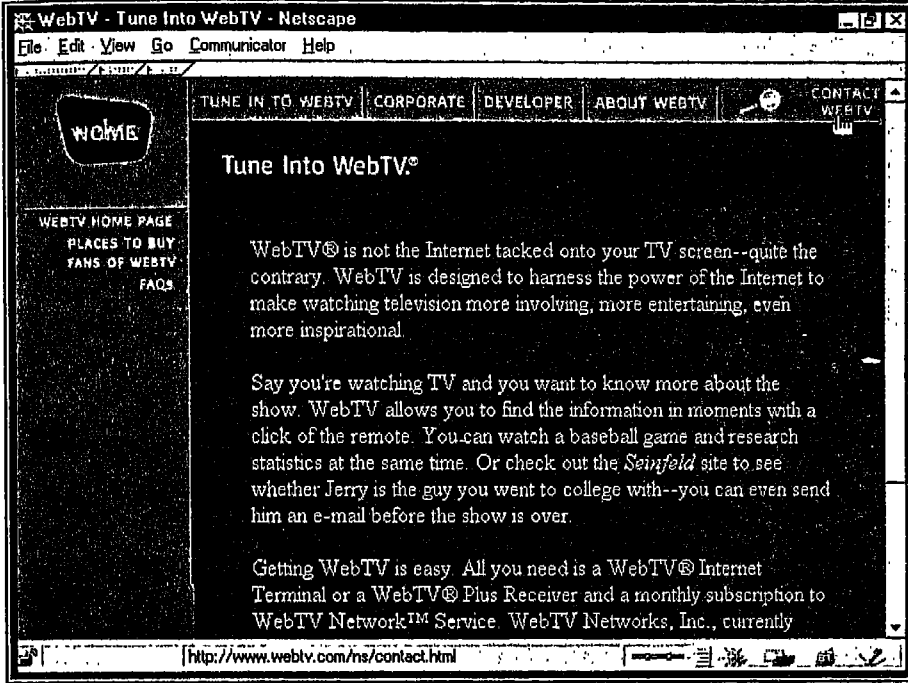 WebTV - Tune Into WebTV - Netscape
File Edit View Go Communicator Help
TUNE IN TO WEBTV CORPORATE DEVELOPER ABOUT WEBTV CONTACT WEBTV
HOME
Tune Into WebTV.®
WEBTV HOME PAGE
PLACES TO BUY
FANS OF WEBTV
FAQs
WebTV® is not the Internet tacked onto your TV screen--quite the
contrary. WebTV is designed to harness the power of the Internet to
make watching television more involving, more entertaining, even
more inspirational.
Say you're watching TV and you want to know more about the
show. WebTV allows you to find the information in moments with a
click of the remote. You can watch a baseball game and research
statistics at the same time. Or check out the Seinfeld site to see
whether Jerry is the guy you went to college with--you can even send
him an e-mail before the show is over.
Getting WebTV is easy. All you need is a WebTV® Internet
Terminal or a WebTV® Plus Receiver and a monthly subscription to
WebTV Network™ Service. WebTV Networks, Inc., currently
http://www.webtv.com/ns/contact.html